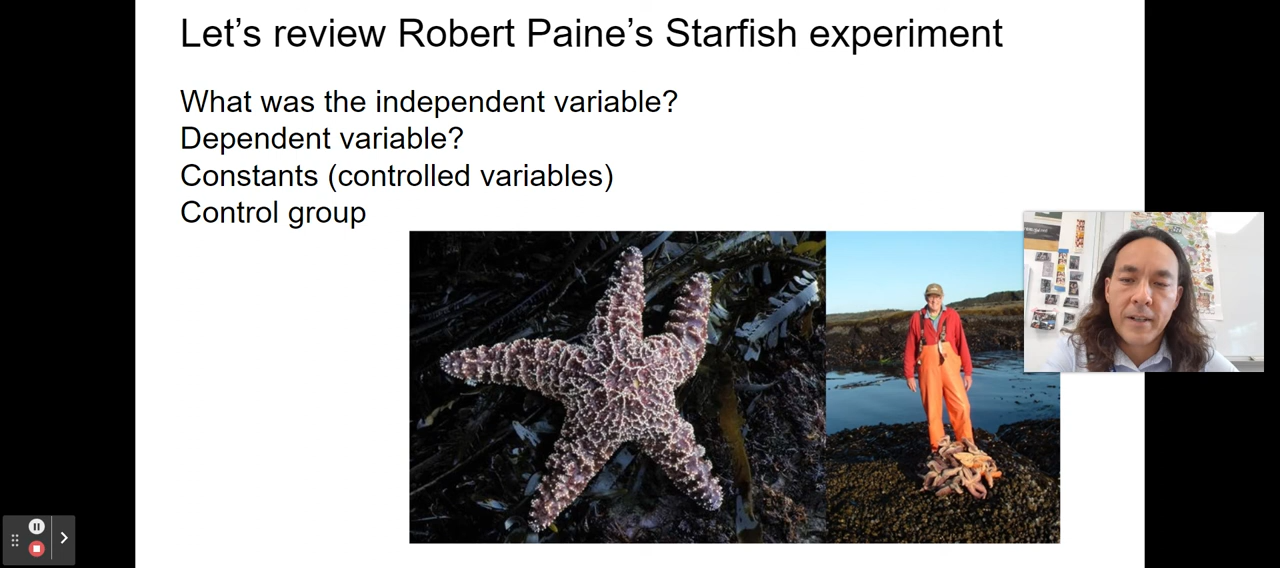 Let’s review Robert Paine’s Starfish experiment
What was the independent variable?
Dependent variable?
Constants (controlled variables)
Control group